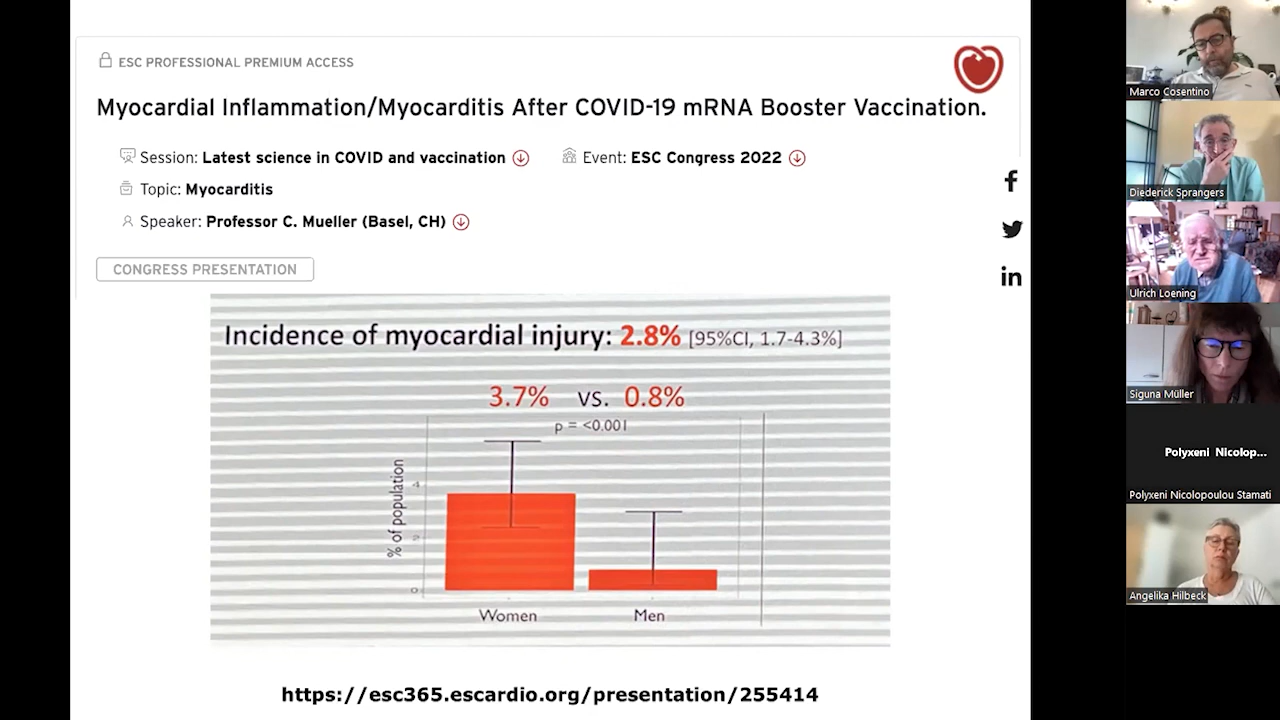 ESC PROFESSIONAL PREMIUM ACCESS
Myocardial Inflammation/Myocarditis After COVID-19 mRNA Booster Vaccination.
Session: Latest science in COVID and vaccination
Event: ESC Congress 2022
Topic: Myocarditis
Speaker: Professor C. Mueller (Basel, CH)
CONGRESS PRESENTATION
f
in
Incidence of myocardial injury: 2.8% [95%CI, 1.7-4.3%]
3.7% vs. 0.8%
p = <0.001
% of population
4
2
0
Women
Men
https://esc365.escardio.org/presentation/255414
Marco Cosentino
Diederick Sprangers
Ulrich Loening
Siguna Müller
Polyxeni Nicolop...
Polyxeni Nicolopoulou Stamati
Angelika Hilbeck